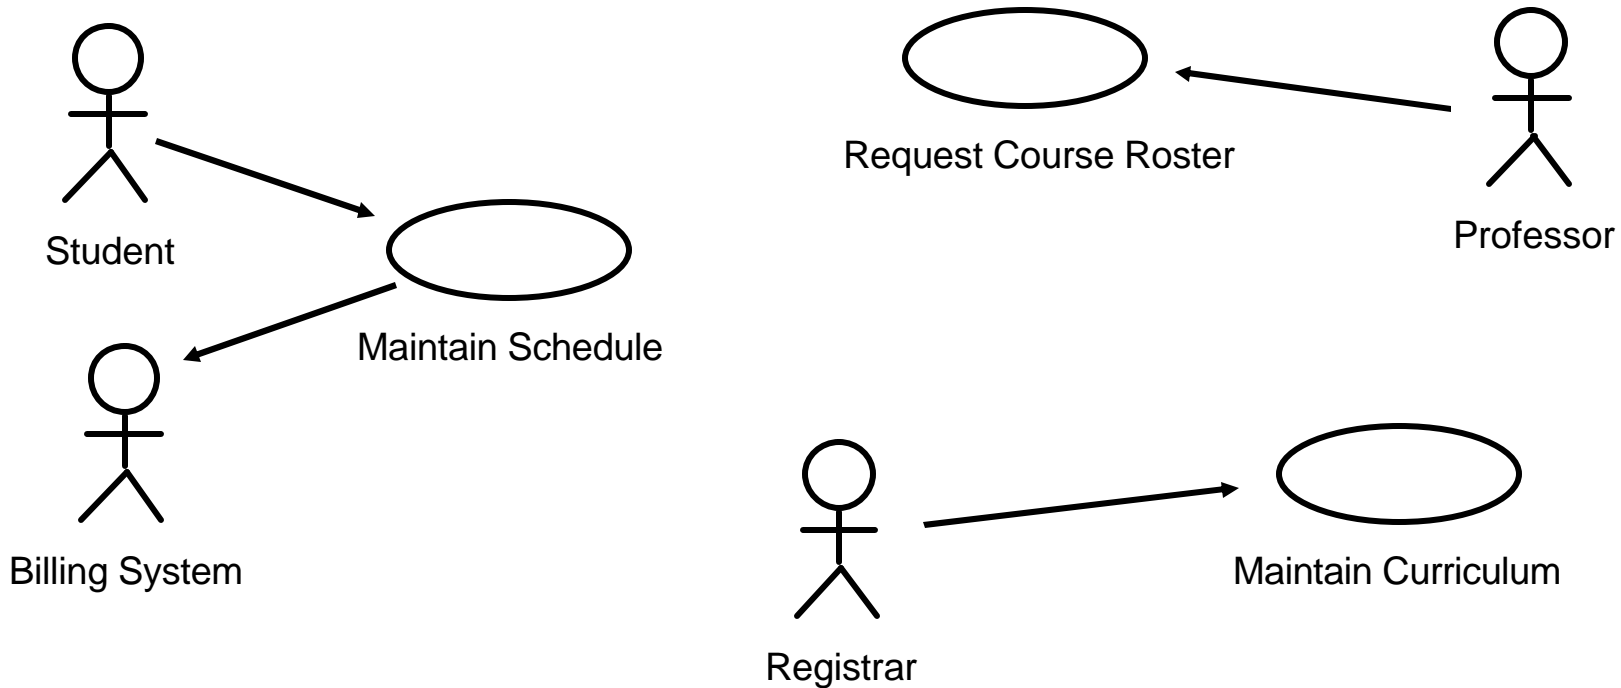 Request Course Roster
Professor
Student
Maintain Schedule
Billing System
Maintain Curriculum
Registrar